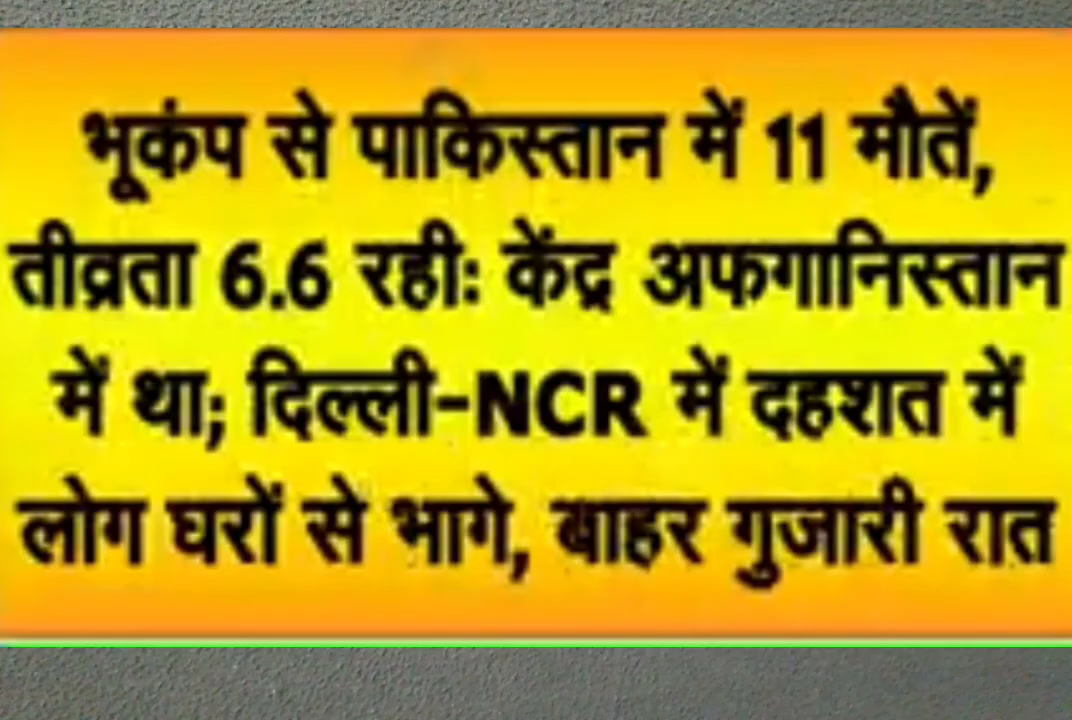 भूकंप से पाकिस्तान में 11 मौतें,
तीव्रता 6.6 रही: केंद्र अफगानिस्तान
में था; दिल्ली-NCR में दहशत में
लोग घरों से भागे, बाहर गुजारी रात